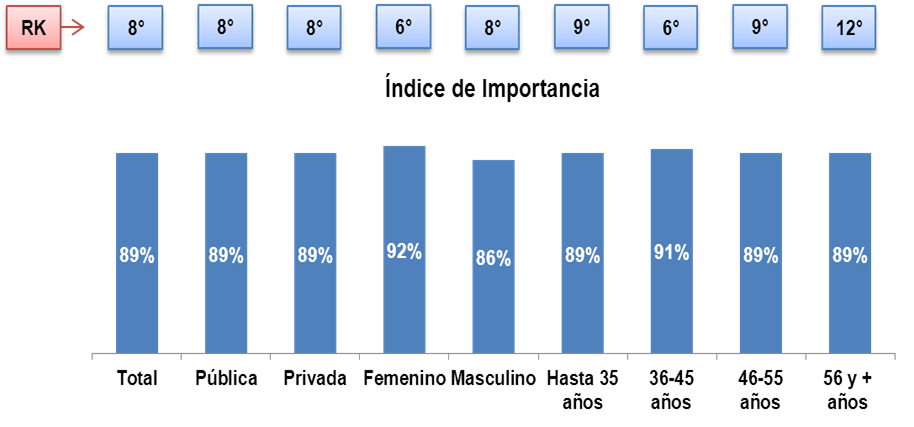 RK 8° 8° 8° 6° 8° 9° 6° 9° 12°
Índice de Importancia
89% 89% 89% 92% 86% 89% 91% 89% 89%
Total Pública Privada Femenino Masculino Hasta 35 36-45 46-55 56 y +
años años años años